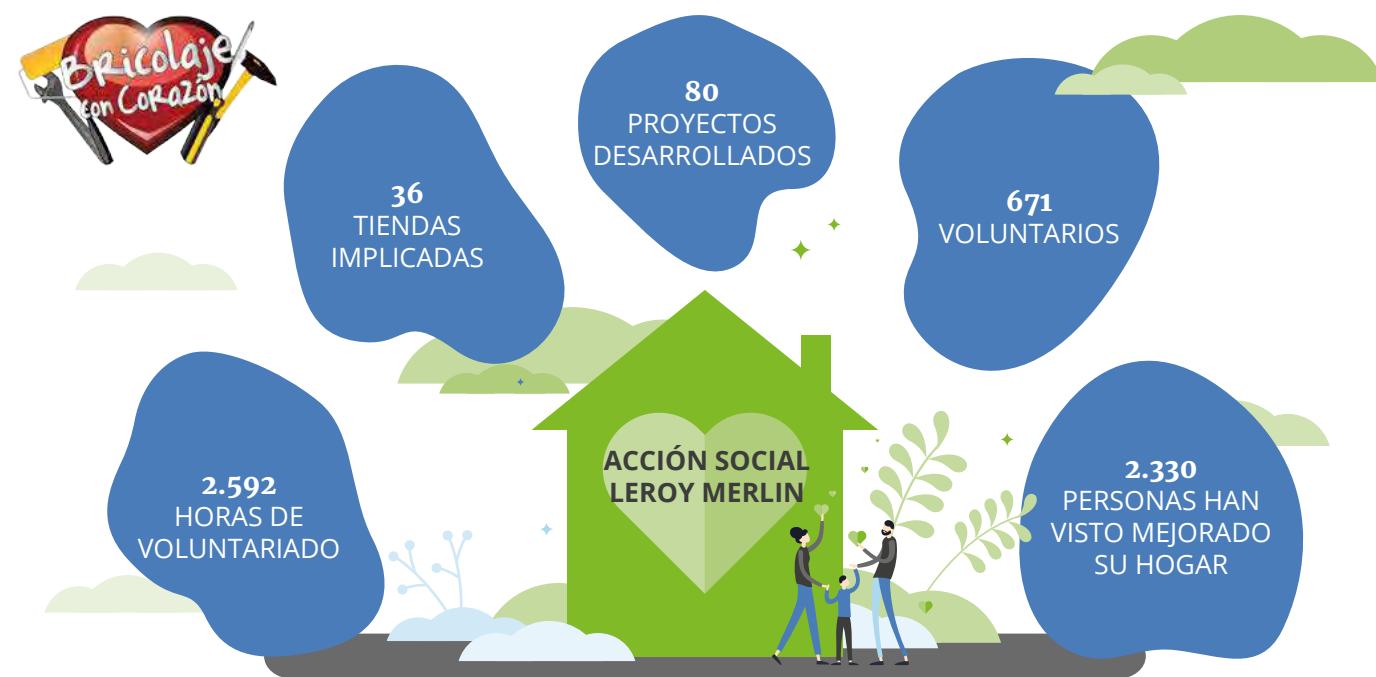 Bricolaje
con Corazón
80
PROYECTOS
DESARROLLADOS
36
TIENDAS
IMPLICADAS
671
VOLUNTARIOS
ACCIÓN SOCIAL
LEROY MERLIN
2.592
HORAS DE
VOLUNTARIADO
2.330
PERSONAS HAN
VISTO MEJORADO
SU HOGAR